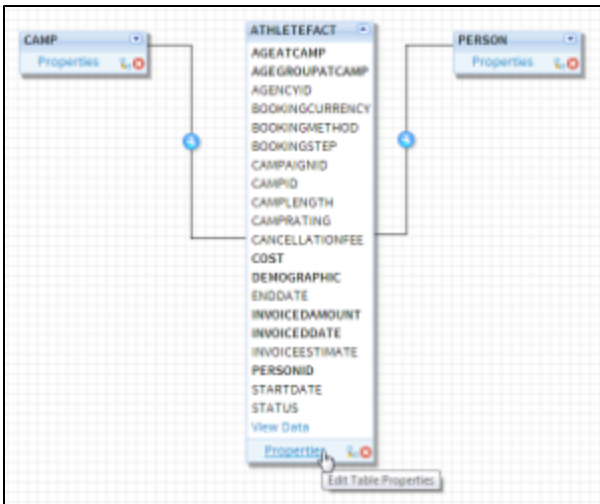 CAMP
Properties
ATHLETEFACT
AGEATCAMP
AGEGROUPATCAMP
AGENCYID
BOOKINGCURRENCY
BOOKINGMETHOD
BOOKINGSTEP
CAMPAIGNID
CAMPID
CAMPLENGTH
CAMPRATING
CANCELLATIONFEE
COST
DEMOGRAPHIC
ENDDATE
INVOICEDAMOUNT
INVOICEDDATE
INVOICEESTIMATE
PERSONID
STARTDATE
STATUS
View Data
Properties
Edit Table Properties
PERSON
Properties